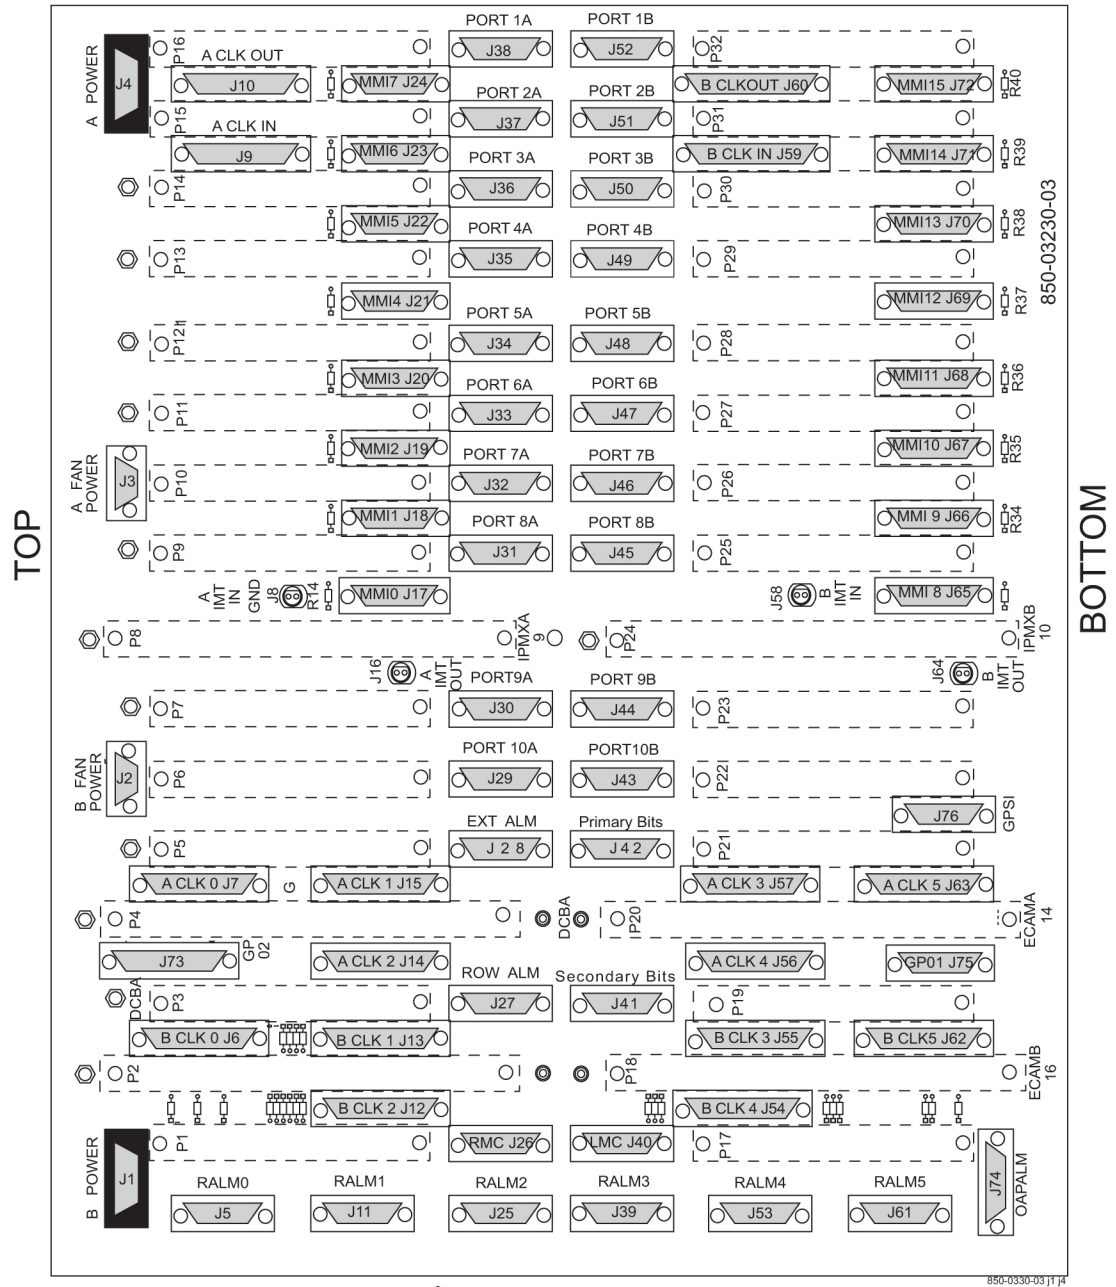 PORT 1A PORT 1B
A POWER J4 P16 A CLK OUT J38 J52 P32
J10 MMI7 J24 B CLKOUT J60 MMI15 J72 R40
PORT 2A PORT 2B
P15 A CLK IN J37 J51 P31
J9 MMI6 J23 B CLK IN J59 MMI14 J71 R39
PORT 3A PORT 3B
P14 J36 J50 P30
MMI5 J22 MMI13 J70 R38
850-03230-03
PORT 4A PORT 4B
P13 J35 J49 P29
MMI4 J21 MMI12 J69 R37
PORT 5A PORT 5B
P121 J34 J48 P28
MMI3 J20 MMI11 J68 R36
PORT 6A PORT 6B
P11 J33 J47 P27
MMI2 J19 MMI10 J67 R35
PORT 7A PORT 7B
A FAN POWER J3 P10 J32 J46 P26
MMI1 J18 MMI 9 J66 R34
PORT 8A PORT 8B
TOP
BOTTOM
P9 J31 J45 P25
A IMT IN GND J8 R14 MMI0 J17 J58 B IMT IN MMI 8 J65
P8 IPMXA 9 P24 IPMXB 10
J16 A IMT OUT J64 B IMT OUT
PORT9A PORT 9B
P7 J30 J44 P23
PORT 10A PORT10B
B FAN POWER J2 P6 J29 J43 P22
J76 GPSI
EXT ALM Primary Bits
P5 J 2 8 J 4 2 P21
A CLK 0 J7 G A CLK 1 J15 A CLK 3 J57 A CLK 5 J63
P4 DCBA P20 ECAMA 14
J73 GP 02 A CLK 2 J14 A CLK 4 J56 GP01 J75
ROW ALM Secondary Bits
DCBA P3 J27 J41 P19
B CLK 0 J6 B CLK 1 J13 B CLK 3 J55 B CLK5 J62
P2 P18 ECAMB 16
B CLK 2 J12 B CLK 4 J54
P1 RMC J26 LMC J40 P17
B POWER J1 J74 OAPALM
RALM0 RALM1 RALM2 RALM3 RALM4 RALM5
J5 J11 J25 J39 J53 J61
850-0330-03 j1 j4